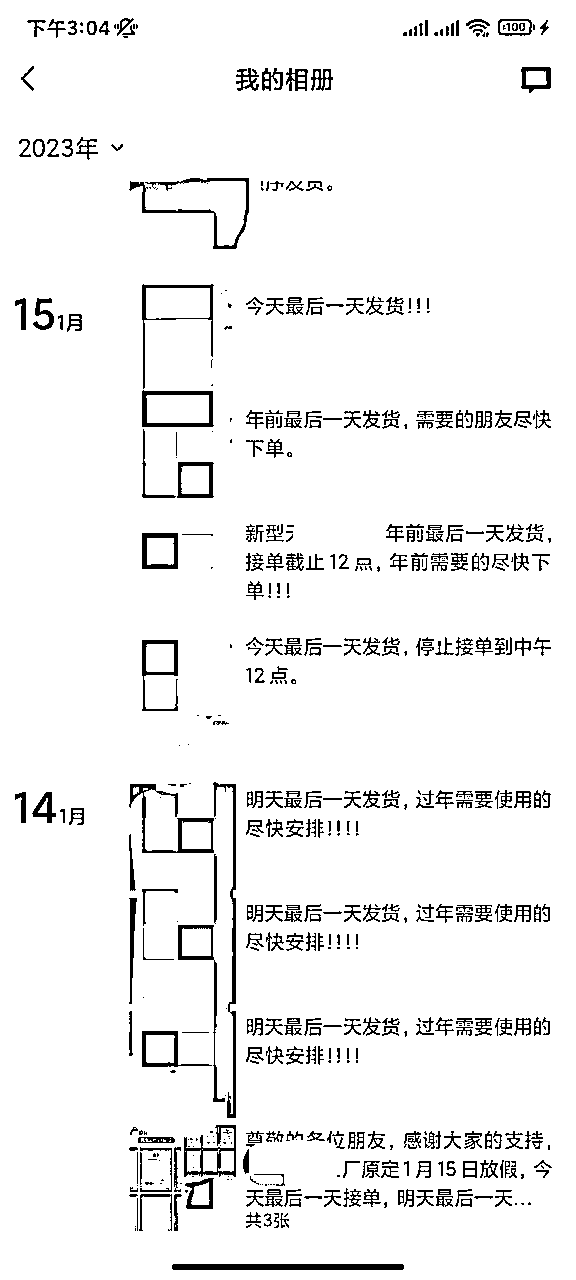 下午3:04
100
我的相册
2023年
序发货。
15 1月
今天最后一天发货!!!
年前最后一天发货，需要的朋友尽快
下单。
新型 年前最后一天发货，
接单截止 12 点，年前需要的尽快下
单!!!
今天最后一天发货，停止接单到中午
12 点。
14 1月
明天最后一天发货，过年需要使用的
尽快安排!!!!
明天最后一天发货，过年需要使用的
尽快安排!!!!
明天最后一天发货，过年需要使用的
尽快安排!!!!
尊敬的各位朋友，感谢大家的支持，
厂原定1月15日放假，今
天最后一天接单，明天最后一天...
共3张